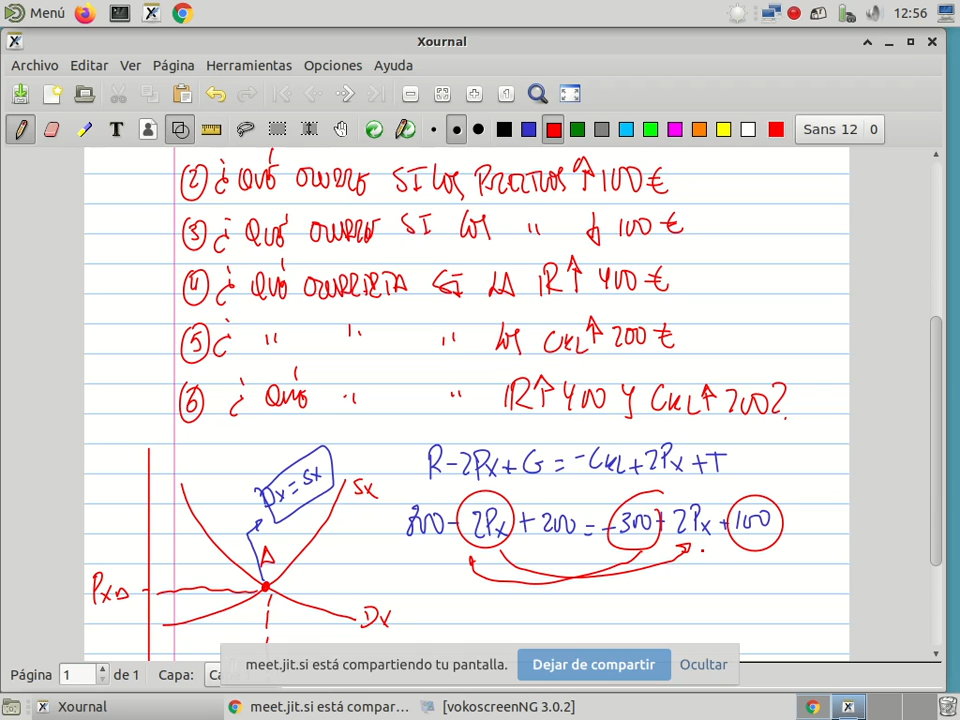 Menú
12:56
Xournal
Archivo Editar Ver Página Herramientas Opciones Ayuda
Sans 12 0
② ¿ Qué ocurre si los precios ↑ 100 €
③ ¿ Qué ocurre si los " ↓ 100 €
④ ¿ Qué ocurriría si la R ↑ 400 €
⑤ ¿ " " " los CKL ↑ 200 €
⑥ ¿ Qué " " R ↑ 400 y CKL ↑ 200?
R - 2Px + G = -CKL + 2Px + T
300 - 2Px + 200 = -300 + 2Px + 100
Dx = Sx
Sx
A
Dx
meet.jit.si está compartiendo tu pantalla. Dejar de compartir Ocultar
Página 1 de 1 Capa: Ca
Xournal meet.jit.si está compar... [vokoscreenNG 3.0.2]